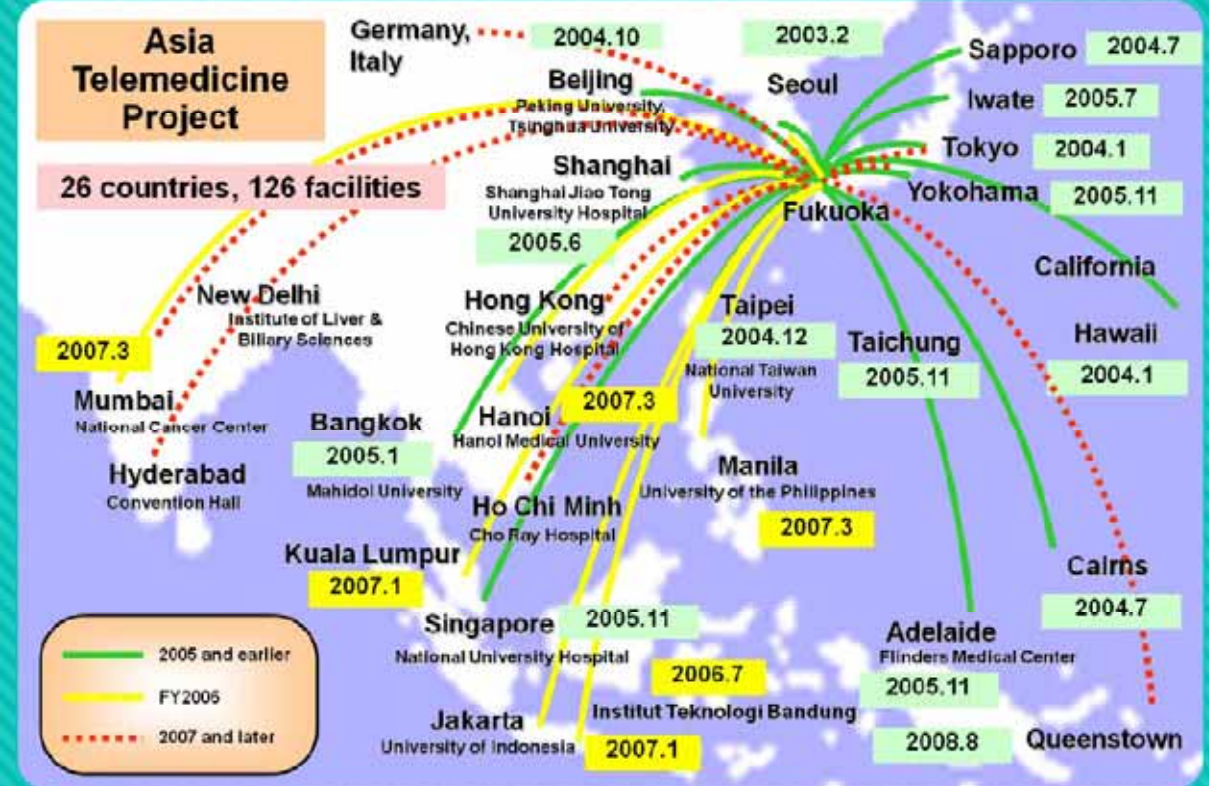 Asia
Telemedicine
Project
26 countries, 126 facilities
Germany,
Italy
2004.10
2003.2
Seoul
Sapporo
2004.7
Iwate
2005.7
Tokyo
2004.1
Yokohama
2005.11
Fukuoka
California
Hawaii
2004.1
Beijing
Peking University,
Tsinghua University
Shanghai
Shanghai Jiao Tong
University Hospital
2005.6
New Delhi
Institute of Liver &
Biliary Sciences
2007.3
Mumbai
National Cancer Center
Hyderabad
Convention Hall
Hong Kong
Chinese University of
Hong Kong Hospital
Taipei
2004.12
National Taiwan
University
Taichung
2005.11
Bangkok
2005.1
Mahidol University
Hanoi
2007.3
Hanoi Medical University
Ho Chi Minh
Cho Ray Hospital
Manila
University of the Philippines
2007.3
Kuala Lumpur
2007.1
Singapore
2005.11
National University Hospital
Cairns
2004.7
Adelaide
Flinders Medical Center
2005.11
2006.7
Institut Teknologi Bandung
Jakarta
University of Indonesia
2007.1
2008.8
Queenstown
2005 and earlier
FY2006
2007 and later